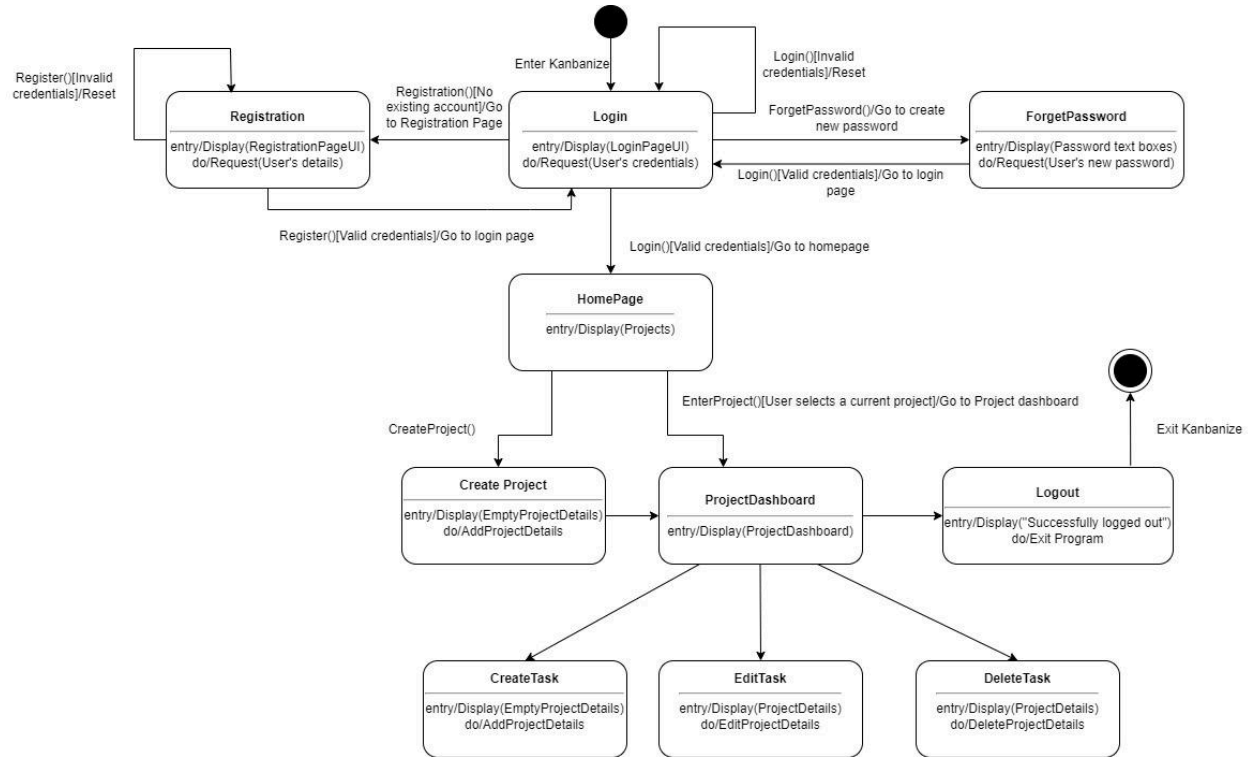 Enter Kanbanize
Login()[Invalid
credentials]/Reset
Register()[Invalid
credentials]/Reset
Registration()[No
existing account]/Go
to Registration Page
ForgetPassword()/Go to create
new password
Registration
entry/Display(RegistrationPageUI)
do/Request(User's details)
Login
entry/Display(LoginPageUI)
do/Request(User's credentials)
ForgetPassword
entry/Display(Password text boxes)
do/Request(User's new password)
Login()[Valid credentials]/Go to login
page
Register()[Valid credentials]/Go to login page
Login()[Valid credentials]/Go to homepage
HomePage
entry/Display(Projects)
EnterProject()[User selects a current project]/Go to Project dashboard
CreateProject()
Exit Kanbanize
Create Project
entry/Display(EmptyProjectDetails)
do/AddProjectDetails
ProjectDashboard
entry/Display(ProjectDashboard)
Logout
entry/Display("Successfully logged out")
do/Exit Program
CreateTask
entry/Display(EmptyProjectDetails)
do/AddProjectDetails
EditTask
entry/Display(ProjectDetails)
do/EditProjectDetails
DeleteTask
entry/Display(ProjectDetails)
do/DeleteProjectDetails